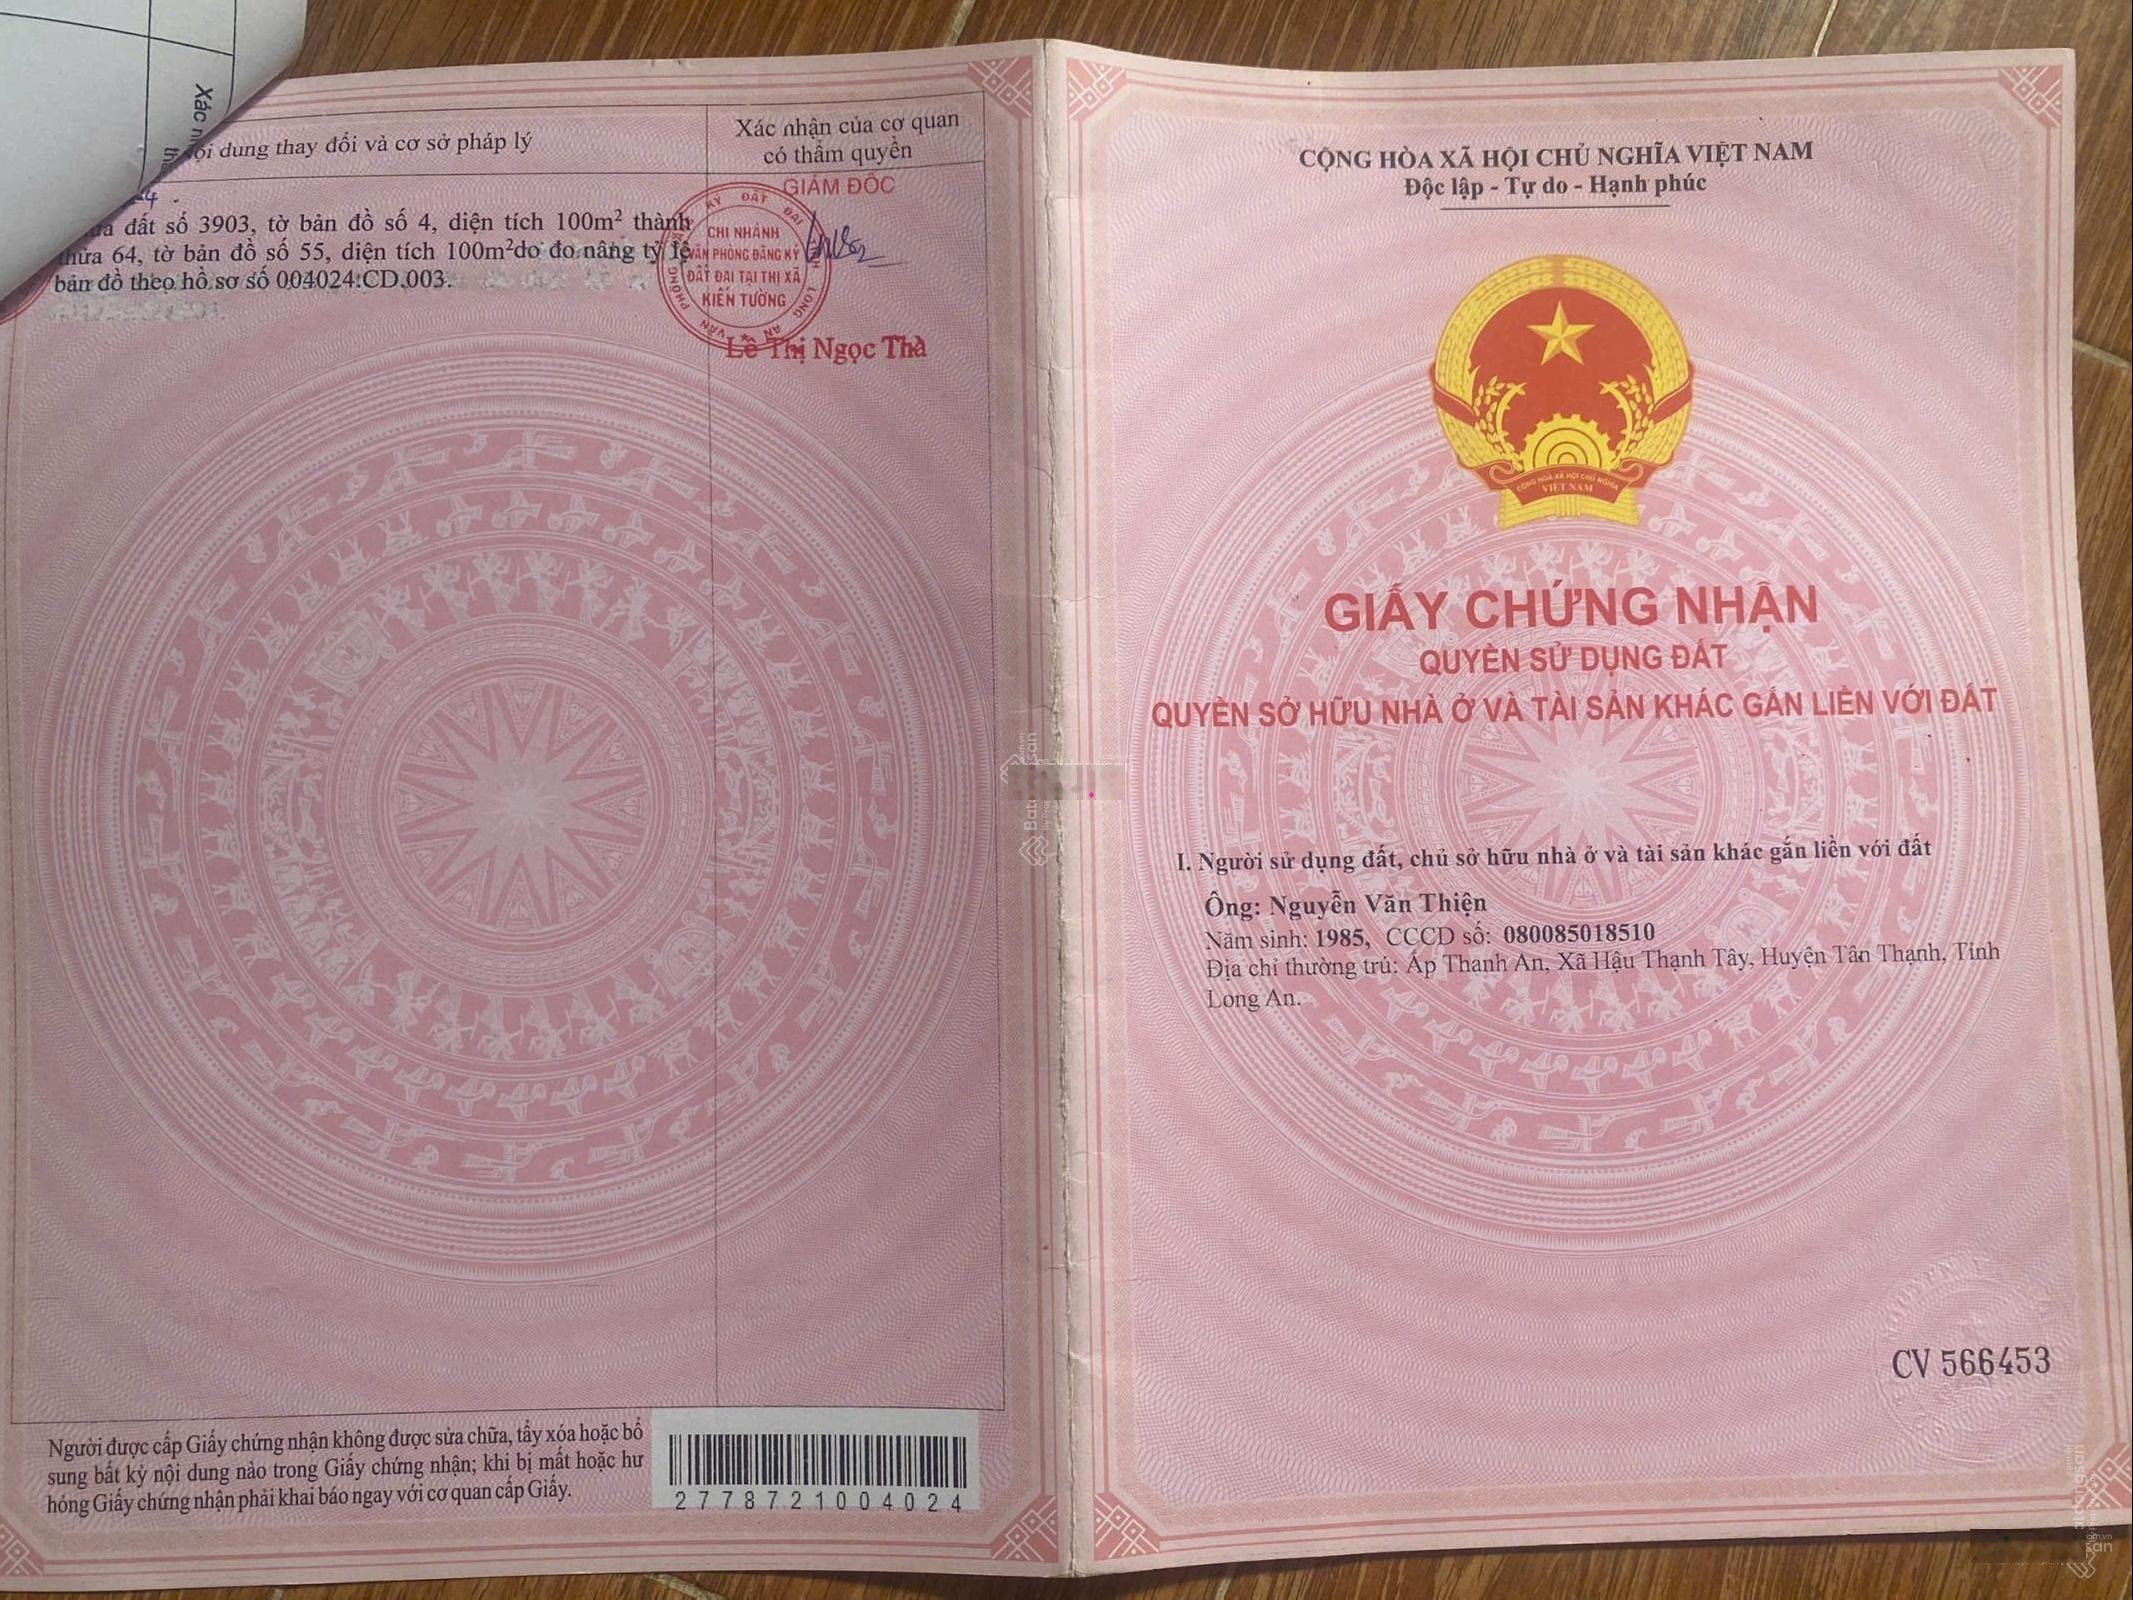 Nội dung thay đổi và cơ sở pháp lý
Xác nhận của cơ quan
có thẩm quyền
đất số 3903, tờ bản đồ số 4, diện tích 100m² thành
thửa 64, tờ bản đồ số 55, diện tích 100m²do đo nâng tỷ lệ
bản đồ theo hồ sơ số 004024.CD.003.
GIÁM ĐỐC
CHI NHÁNH
VĂN PHÒNG ĐĂNG KÝ
ĐẤT ĐAI TẠI THỊ XÃ
KIẾN TƯỜNG
Lê Thị Ngọc Thà
Người được cấp Giấy chứng nhận không được sửa chữa, tẩy xóa hoặc bổ
sung bất kỳ nội dung nào trong Giấy chứng nhận; khi bị mất hoặc hư
hỏng Giấy chứng nhận phải khai báo ngay với cơ quan cấp Giấy.
2778721004024
CỘNG HÒA XÃ HỘI CHỦ NGHĨA VIỆT NAM
Độc lập - Tự do - Hạnh phúc
CỘNG HOÀ XÃ HỘI CHỦ NGHĨA
VIỆT NAM
GIẤY CHỨNG NHẬN
QUYỀN SỬ DỤNG ĐẤT
QUYỀN SỞ HỮU NHÀ Ở VÀ TÀI SẢN KHÁC GẮN LIỀN VỚI ĐẤT
I. Người sử dụng đất, chủ sở hữu nhà ở và tài sản khác gắn liền với đất
Ông: Nguyễn Văn Thiện
Năm sinh: 1985, CCCD số: 080085018510
Địa chỉ thường trú: Ấp Thanh An, Xã Hậu Thạnh Tây, Huyện Tân Thạnh, Tỉnh
Long An.
CV 566453